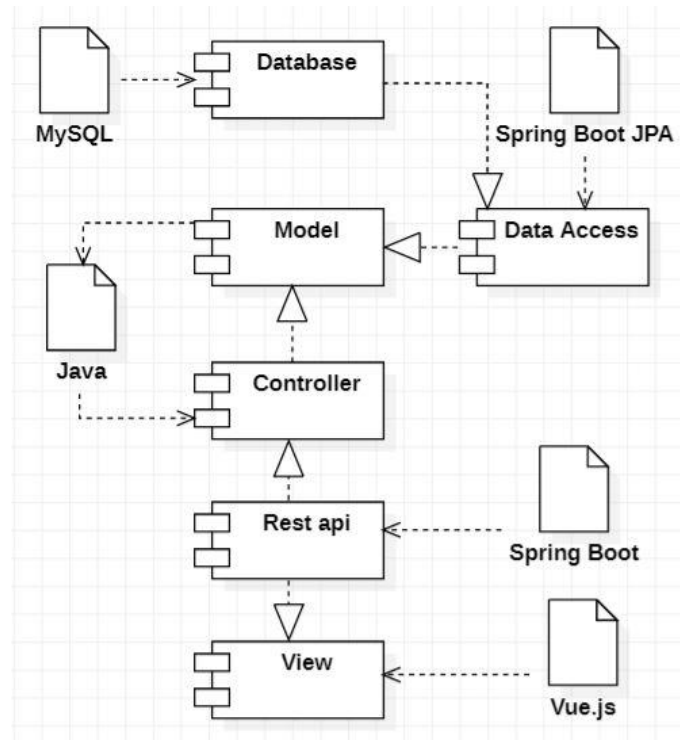 Database
MySQL
Spring Boot JPA
Model
Data Access
Java
Controller
Rest api
Spring Boot
View
Vue.js